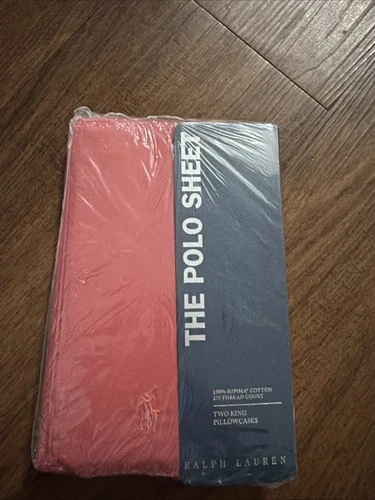 THE POLO SHEET
100% SUPIMA® COTTON
275 THREAD COUNT
TWO KING
PILLOWCASES
RALPH LAUREN